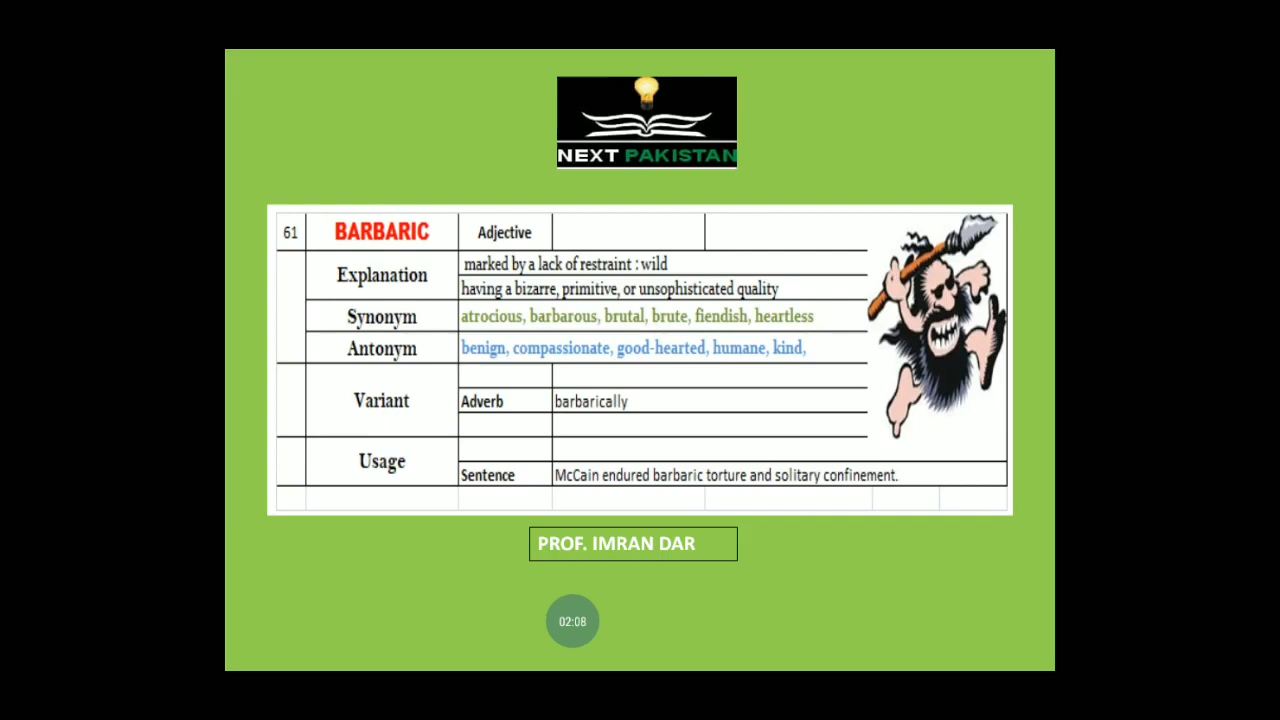 NEXT PAKISTAN
61 BARBARIC Adjective
Explanation
marked by a lack of restraint : wild
having a bizarre, primitive, or unsophisticated quality
Synonym atrocious, barbarous, brutal, brute, fiendish, heartless
Antonym benign, compassionate, good-hearted, humane, kind,
Variant Adverb barbarically
Usage
Sentence McCain endured barbaric torture and solitary confinement.
PROF. IMRAN DAR
02:08